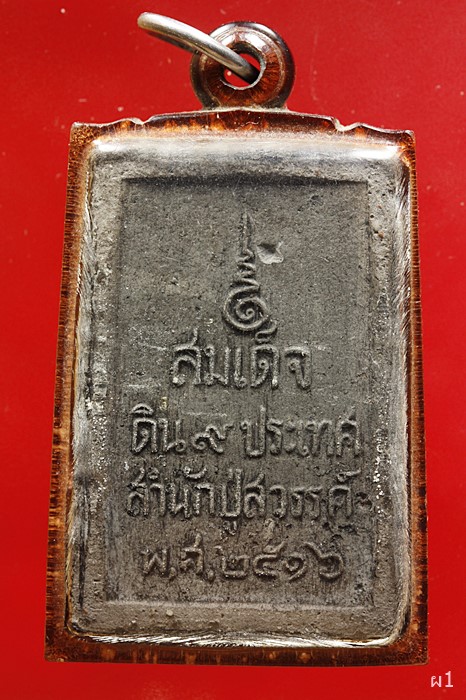 สมเด็จ
ดิน ๙ ประเทศ
สำนักปู่สวรรค์
พ.ศ. ๒๕๑๖
ผ1